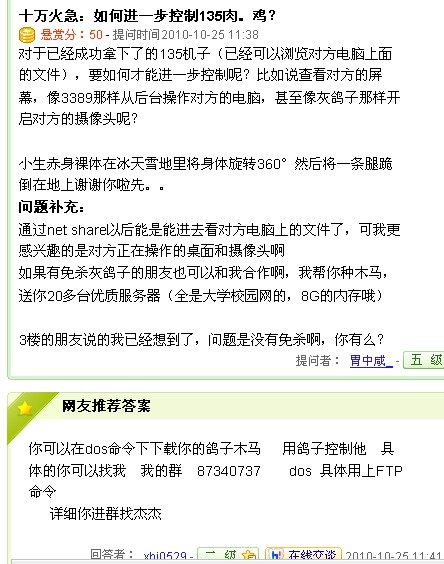 十万火急：如何进一步控制135肉。鸡？
悬赏分：50 - 提问时间2010-10-25 11:38
对于已经成功拿下了的135机子（已经可以浏览对方电脑上面
的文件），要如何才能进一步控制呢？比如说查看对方的屏
幕，像3389那样从后台操作对方的电脑，甚至像灰鸽子那样开
启对方的摄像头呢？
小生赤身裸体在冰天雪地里将身体旋转360°然后将一条腿跪
倒在地上谢谢你啦先。。
问题补充：
通过net share以后能是能进去看对方电脑上的文件了，可我更
感兴趣的是对方正在操作的桌面和摄像头啊
如果有免杀灰鸽子的朋友也可以和我合作啊，我帮你种木马，
送你20多台优质服务器（全是大学校园网的，8G的内存哦）
3楼的朋友说的我已经想到了，问题是没有免杀啊，你有么？
提问者： 胃中咸_ - 五 级
网友推荐答案
你可以在dos命令下下载你的鸽子木马 用鸽子控制他 具
体的你可以找我 我的群 87340737 dos 具体用上FTP
命令
详细你进群找杰杰
回答者： xhj0529 - 二 级 hi 在线交谈 2010-10-25 11:41